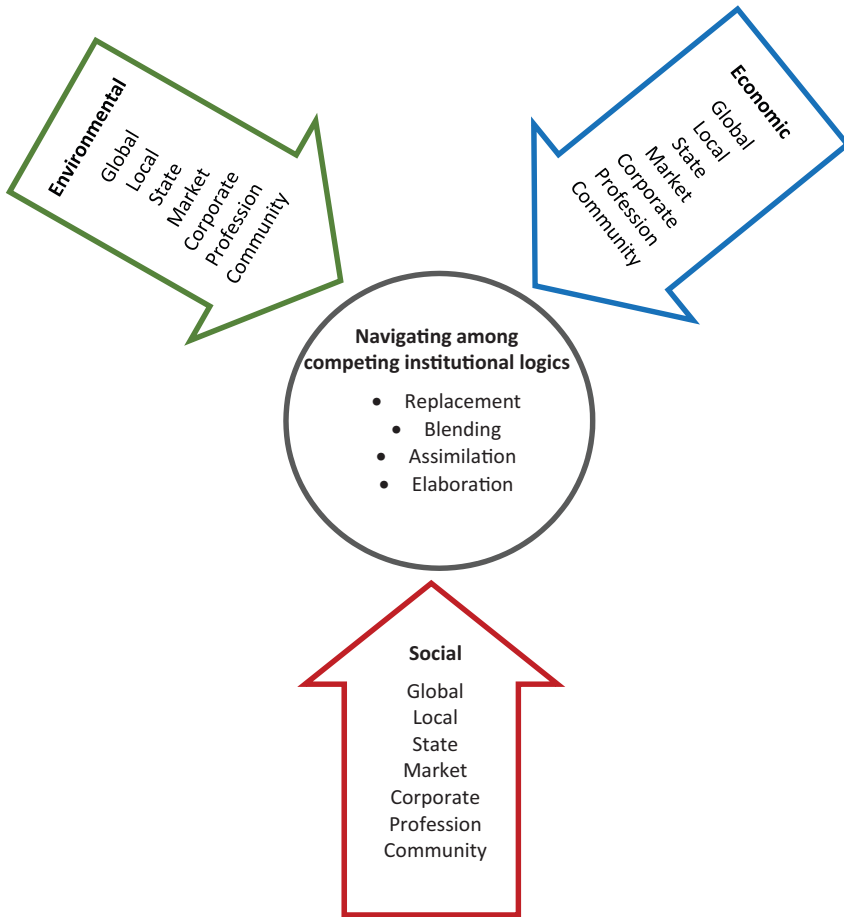 Environmental
Global
Local
State
Market
Corporate
Profession
Community
Economic
Global
Local
State
Market
Corporate
Profession
Community
Navigating among
competing institutional logics
• Replacement
• Blending
• Assimilation
• Elaboration
Social
Global
Local
State
Market
Corporate
Profession
Community